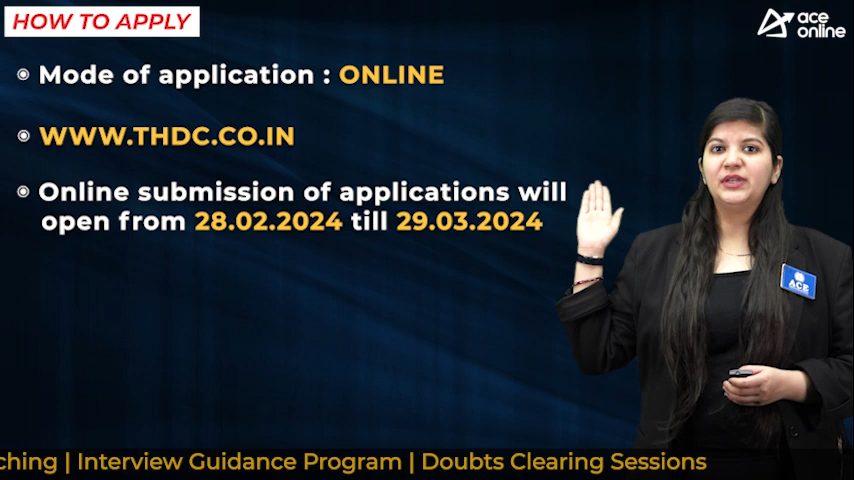 HOW TO APPLY
ace
online
Mode of application : ONLINE
WWW.THDC.CO.IN
Online submission of applications will
open from 28.02.2024 till 29.03.2024
ACE
ching | Interview Guidance Program | Doubts Clearing Sessions